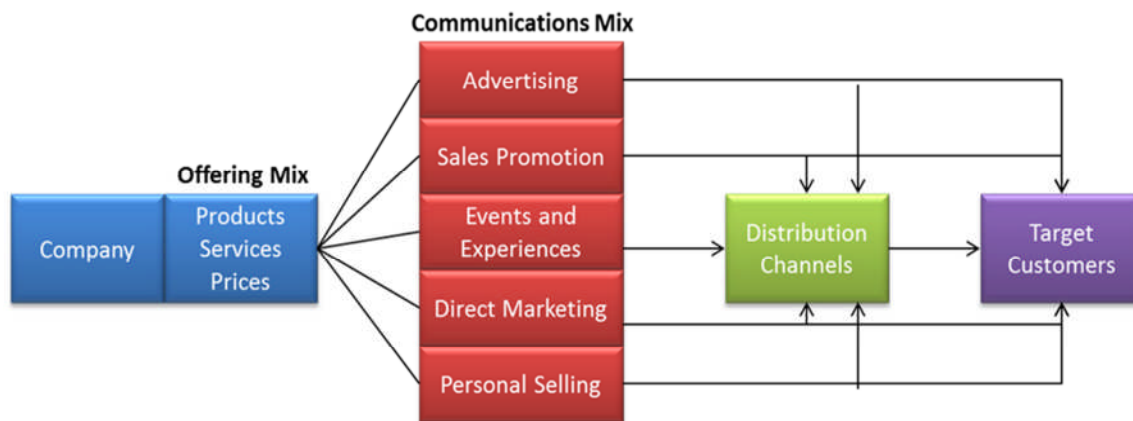 Communications Mix
Advertising
Sales Promotion
Offering Mix
Company
Products
Services
Prices
Events and
Experiences
Distribution
Channels
Target
Customers
Direct Marketing
Personal Selling